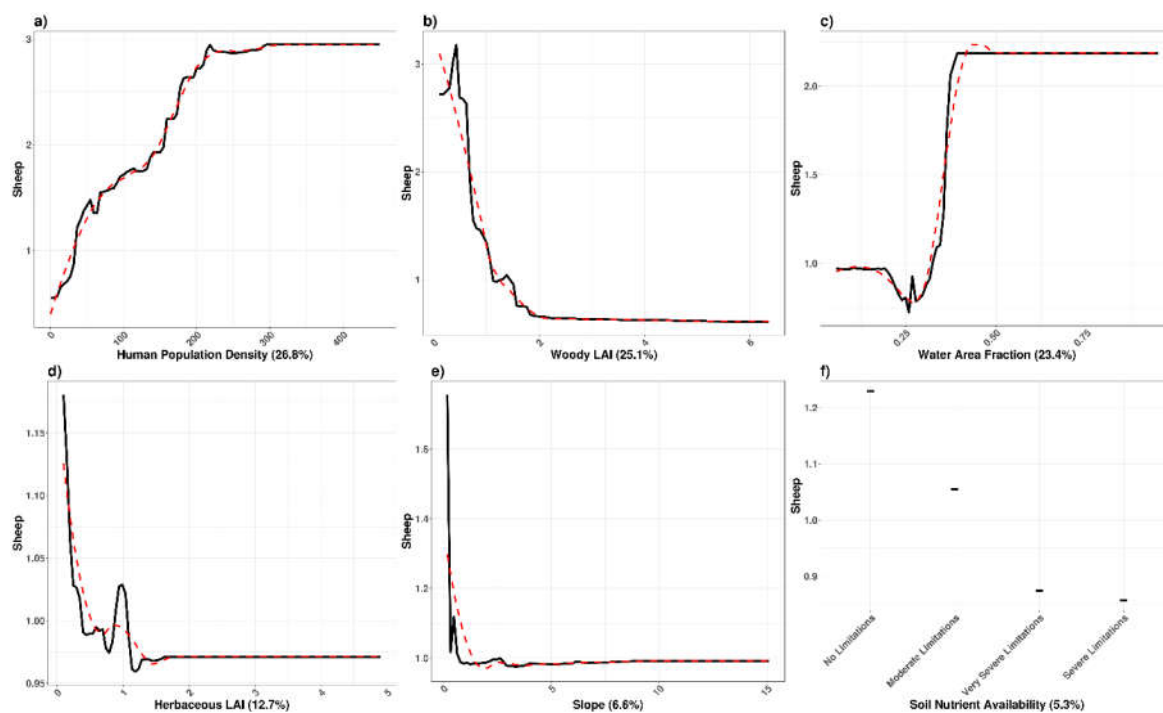 a)
3
2
1
Sheep
0
100
200
300
400
Human Population Density (26.8%)
b)
3
2
1
Sheep
0
2
4
6
Woody LAI (25.1%)
c)
2.0
1.5
1.0
Sheep
0.25
0.50
0.75
Water Area Fraction (23.4%)
d)
1.15
1.10
1.05
1.00
0.95
Sheep
0
1
2
3
4
5
Herbaceous LAI (12.7%)
e)
1.5
1.4
1.3
1.2
1.1
1.0
Sheep
0
5
10
15
Slope (6.6%)
f)
1.2
1.1
1.0
0.9
Sheep
No Limitations
Moderate Limitations
Very Severe Limitations
Severe Limitations
Soil Nutrient Availability (5.3%)